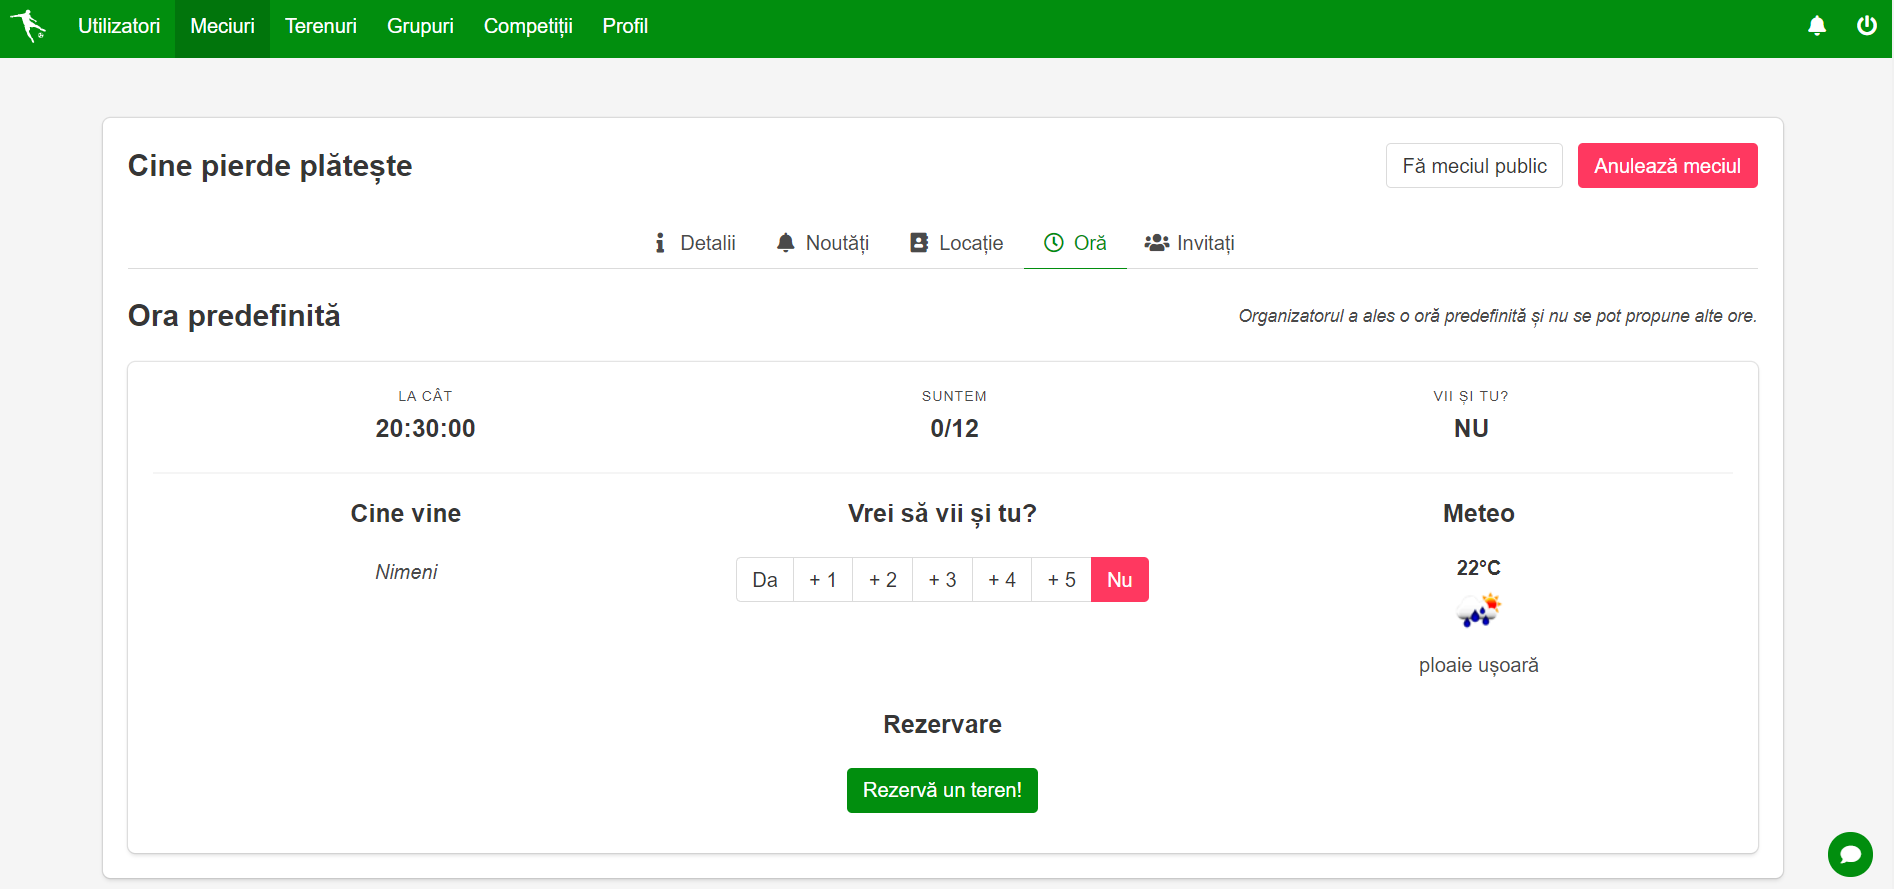 Utilizatori Meciuri Terenuri Grupuri Competiții Profil
Cine pierde plătește
Fă meciul public Anulează meciul
Detalii Noutăți Locație Oră Invitați
Ora predefinită
Organizatorul a ales o oră predefinită și nu se pot propune alte ore.
LA CÂT SUNTEM VII ȘI TU?
20:30:00 0/12 NU
Cine vine Vrei să vii și tu? Meteo
Nimeni
Da + 1 + 2 + 3 + 4 + 5 Nu
22°C
ploaie ușoară
Rezervare
Rezervă un teren!